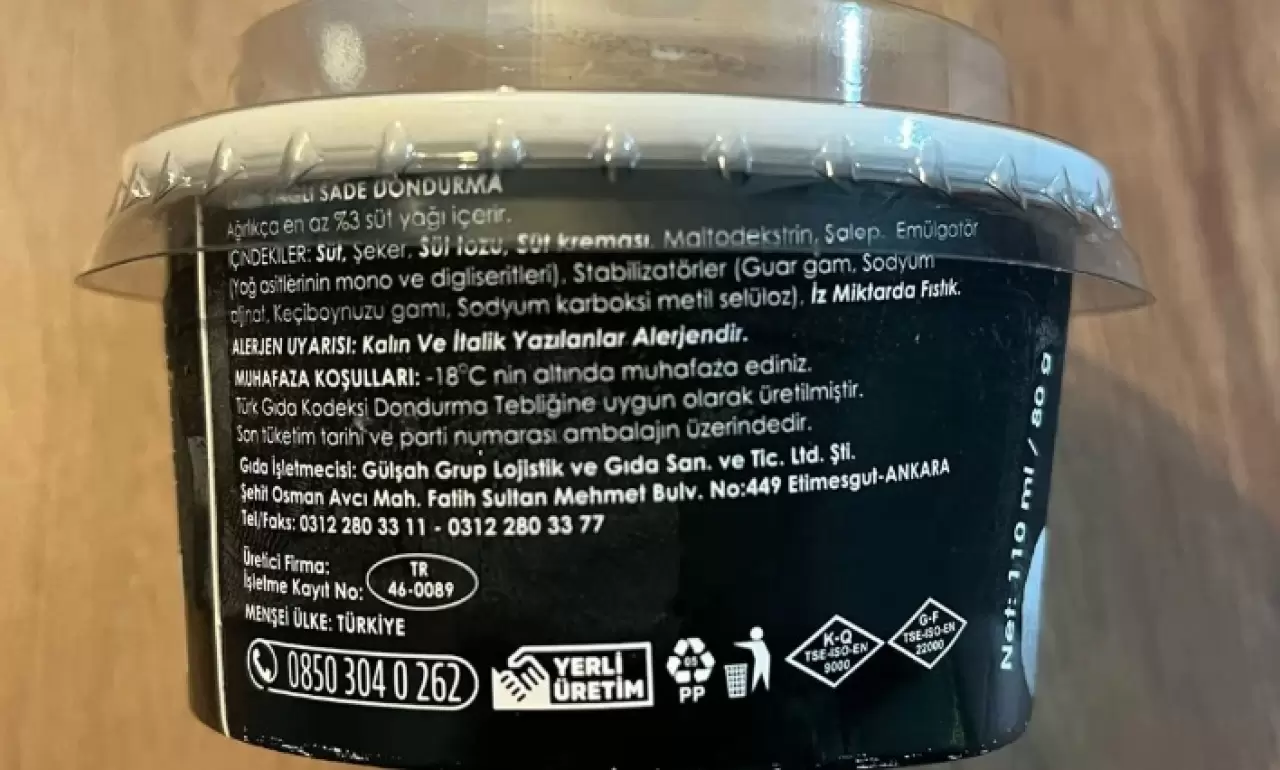 YAĞLI SADE DONDURMA
Ağırlıkça en az %3 süt yağı içerir.
İÇİNDEKİLER: Süt, Şeker, Süt tozu, Süt kreması, Maltodekstrin, Salep, Emülgatör
(Yağ asitlerinin mono ve digliseritleri), Stabilizatörler (Guar gam, Sodyum
aljinat, Keçiboynuzu gamı, Sodyum karboksi metil selüloz), İz Miktarda Fıstık.
ALERJEN UYARISI: Kalın Ve İtalik Yazılanlar Alerjendir.
MUHAFAZA KOŞULLARI: -18°C nin altında muhafaza ediniz.
Türk Gıda Kodeksi Dondurma Tebliğine uygun olarak üretilmiştir.
Son tüketim tarihi ve parti numarası ambalajın üzerindedir.
Gıda İşletmecisi: Gülşah Grup Lojistik ve Gıda San. ve Tic. Ltd. Şti.
Şehit Osman Avcı Mah. Fatih Sultan Mehmet Bulv. No:449 Etimesgut-ANKARA
Tel/Faks: 0312 280 33 11 - 0312 280 33 77
Üretici Firma:
İşletme Kayıt No:
TR
46-0089
MENŞEİ ÜLKE: TÜRKİYE
0850 304 0 262
YERLİ
ÜRETİM
05
PP
K-Q
TSE-ISO-EN
9000
G-F
TSE-ISO-EN
22000
Net: 110 ml / 80 g